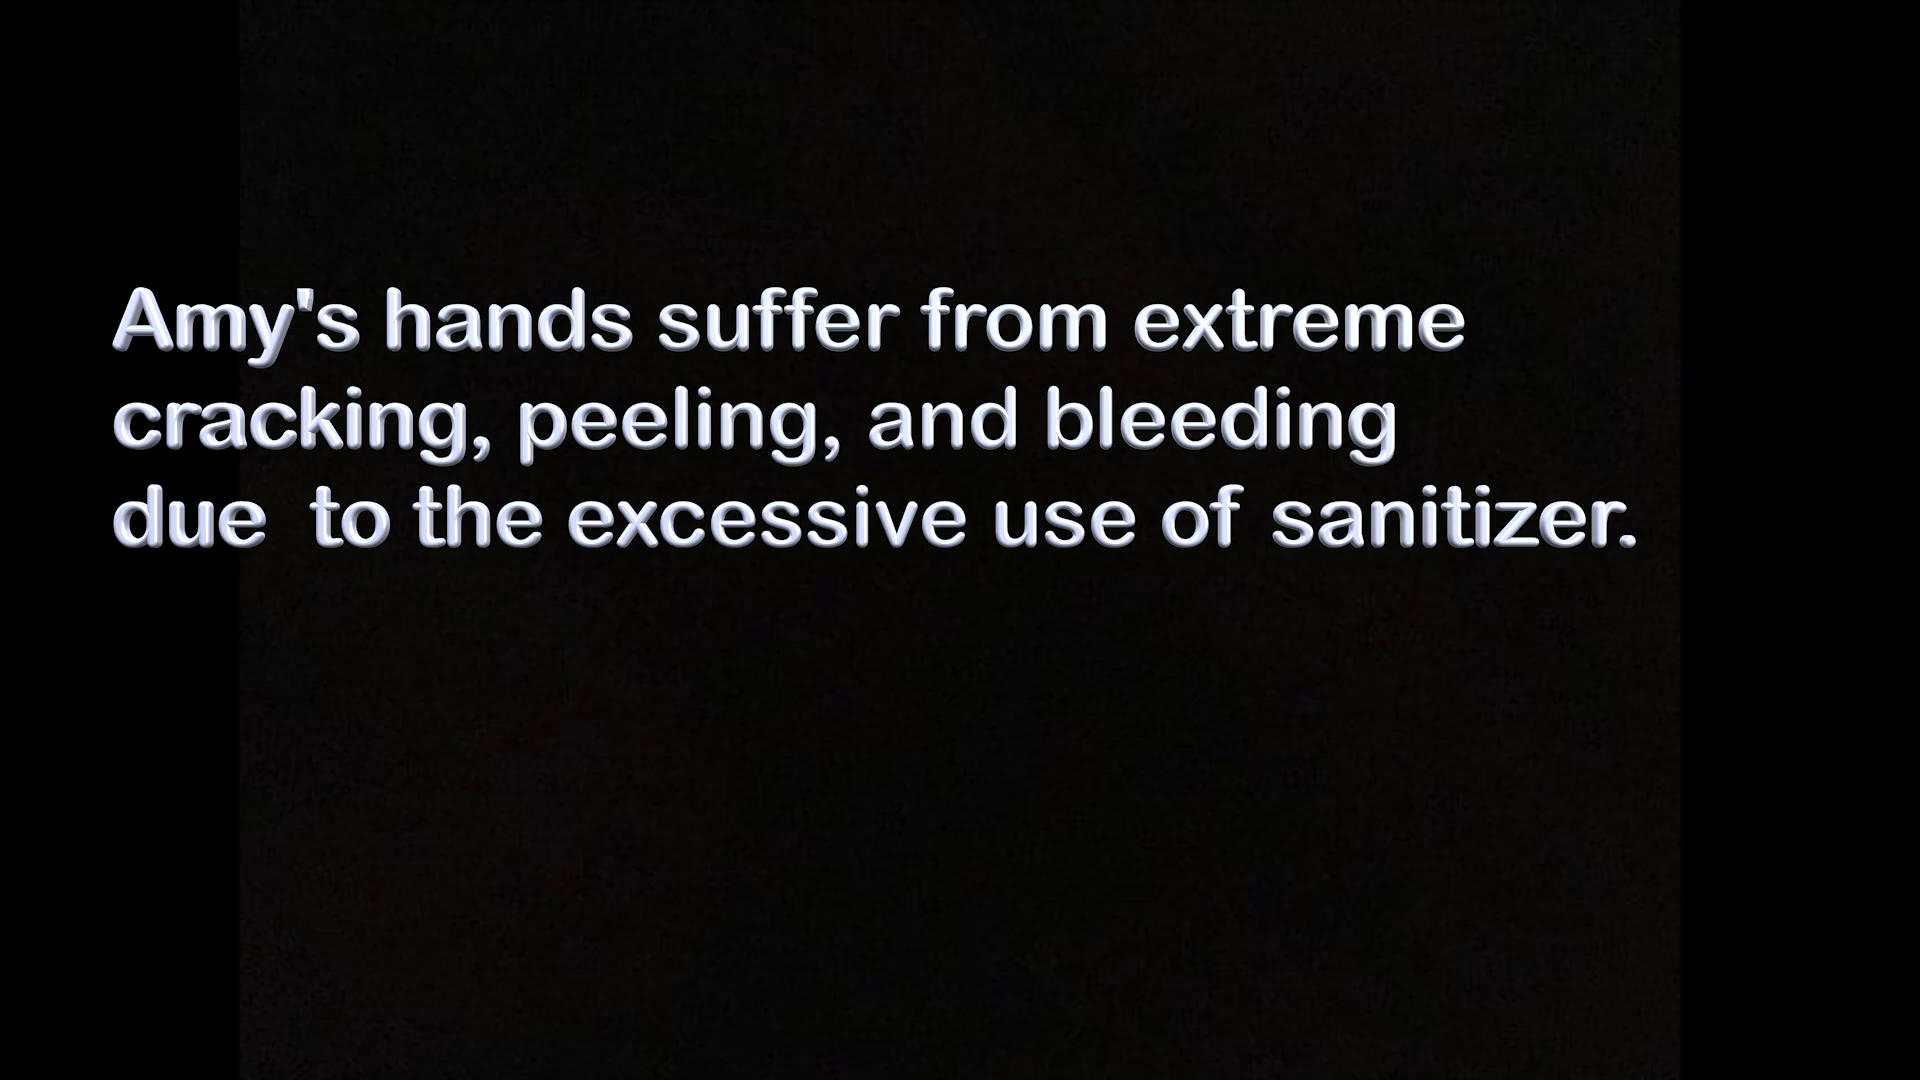 Amy's hands suffer from extreme
cracking, peeling, and bleeding
due  to the excessive use of sanitizer.